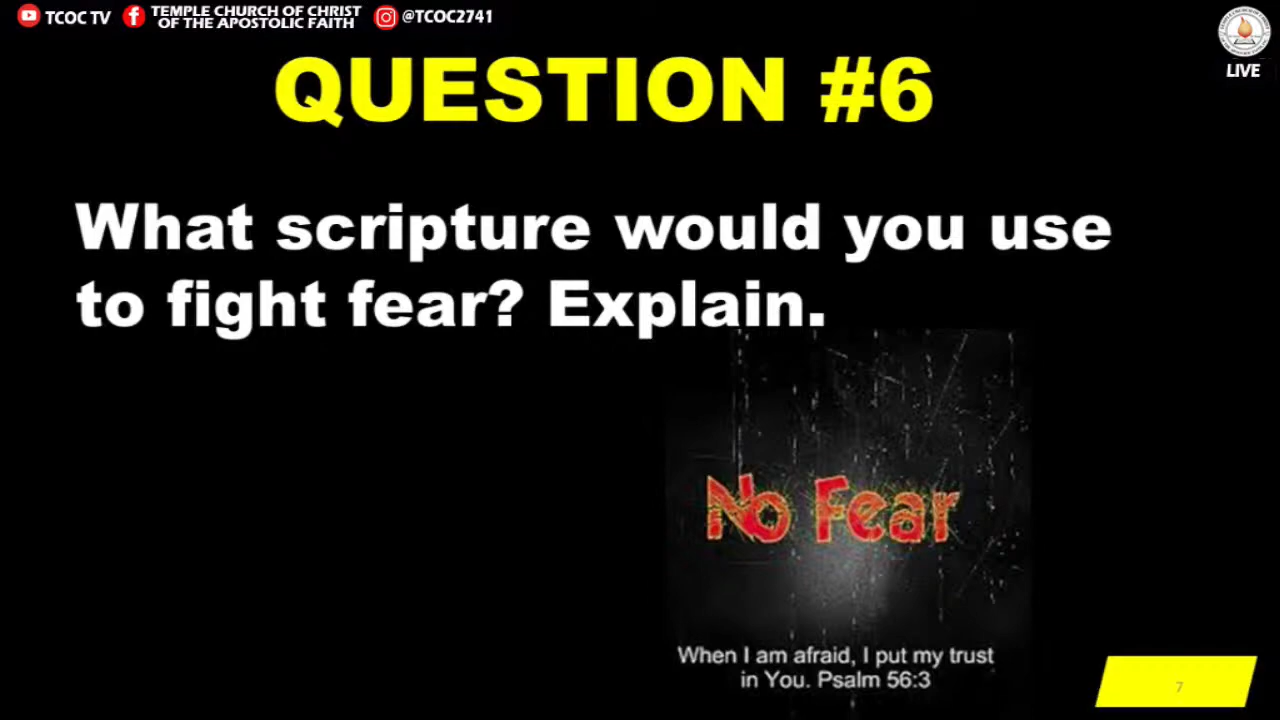 TCOC TV
TEMPLE CHURCH OF CHRIST
OF THE APOSTOLIC FAITH
@TCOC2741
LIVE
QUESTION #6
What scripture would you use
to fight fear? Explain.
No Fear
When I am afraid, I put my trust
in You. Psalm 56:3
7